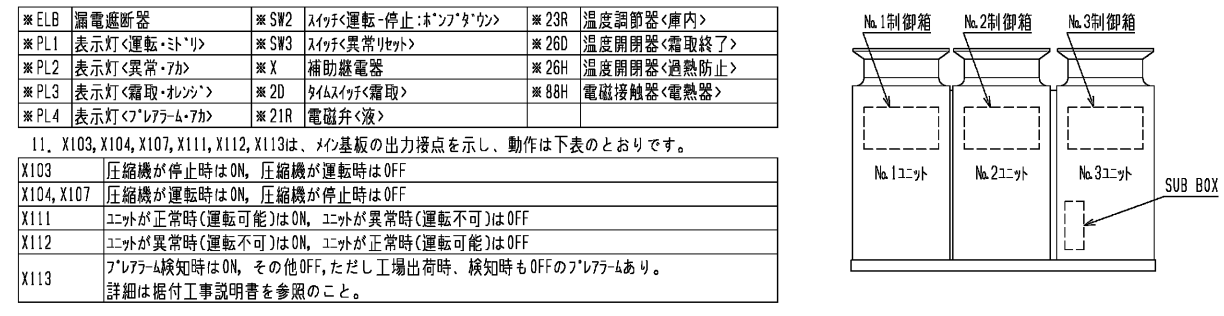 ※ELB 漏電遮断器 ※SW2 スイッチ<運転-停止:ポンプダウン> ※23R 温度調節器<庫内>
※PL1 表示灯<運転・ミドリ> ※SW3 スイッチ<異常リセット> ※26D 温度開閉器<霜取終了>
※PL2 表示灯<異常・アカ> ※X 補助継電器 ※26H 温度開閉器<過熱防止>
※PL3 表示灯<霜取・オレンジ> ※2D タイムスイッチ<霜取> ※88H 電磁接触器<電熱器>
※PL4 表示灯<プレアラーム・アカ> ※21R 電磁弁<液>
11. X103,X104,X107,X111,X112,X113は、メイン基板の出力接点を示し、動作は下表のとおりです。
X103 圧縮機が停止時はON, 圧縮機が運転時はOFF
X104,X107 圧縮機が運転時はON, 圧縮機が停止時はOFF
X111 ユニットが正常時(運転可能)はON, ユニットが異常時(運転不可)はOFF
X112 ユニットが異常時(運転不可)はON, ユニットが正常時(運転可能)はOFF
X113 プレアラーム検知時はON, その他OFF,ただし工場出荷時、検知時もOFFのプレアラームあり。
詳細は据付工事説明書を参照のこと。
No.1制御箱 No.2制御箱 No.3制御箱
No.1ユニット No.2ユニット No.3ユニット
SUB BOX